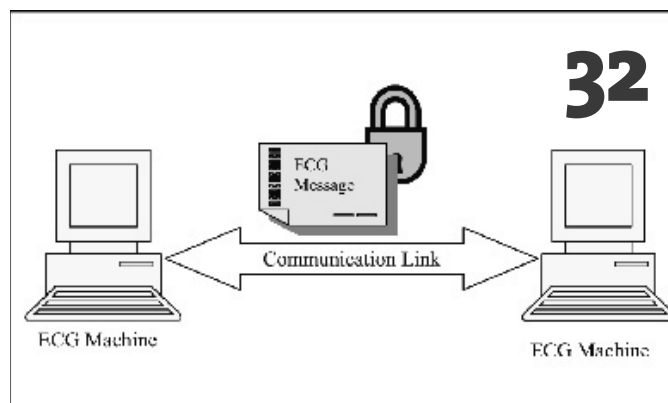 32
ECG
Message
Communication Link
ECG Machine
ECG Machine